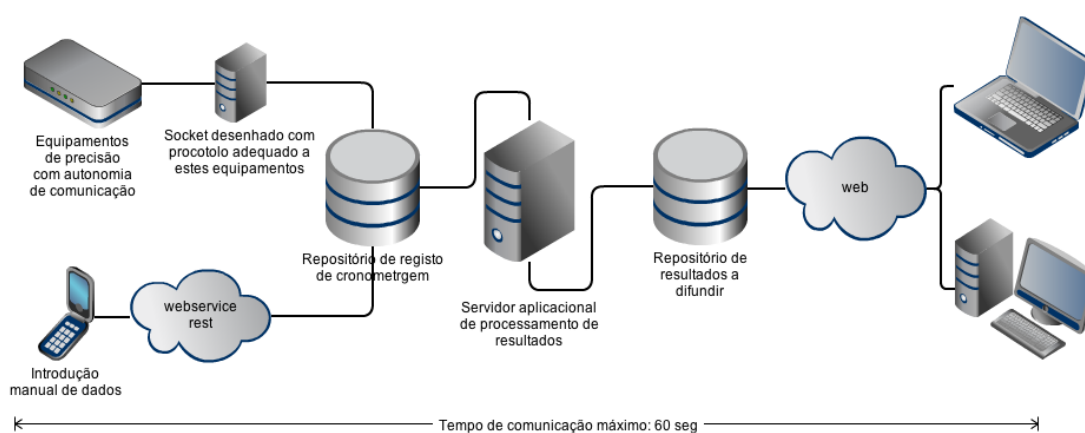 Equipamentos
de precisão
com autonomia
de comunicação
Socket desenhado com
procotolo adequado a
estes equipamentos
Repositório de registo
de cronometrgem
webservice
rest
Introdução
manual de dados
Servidor aplicacional
de processamento de
resultados
Repositório de
resultados a
difundir
web
Tempo de comunicação máximo: 60 seg